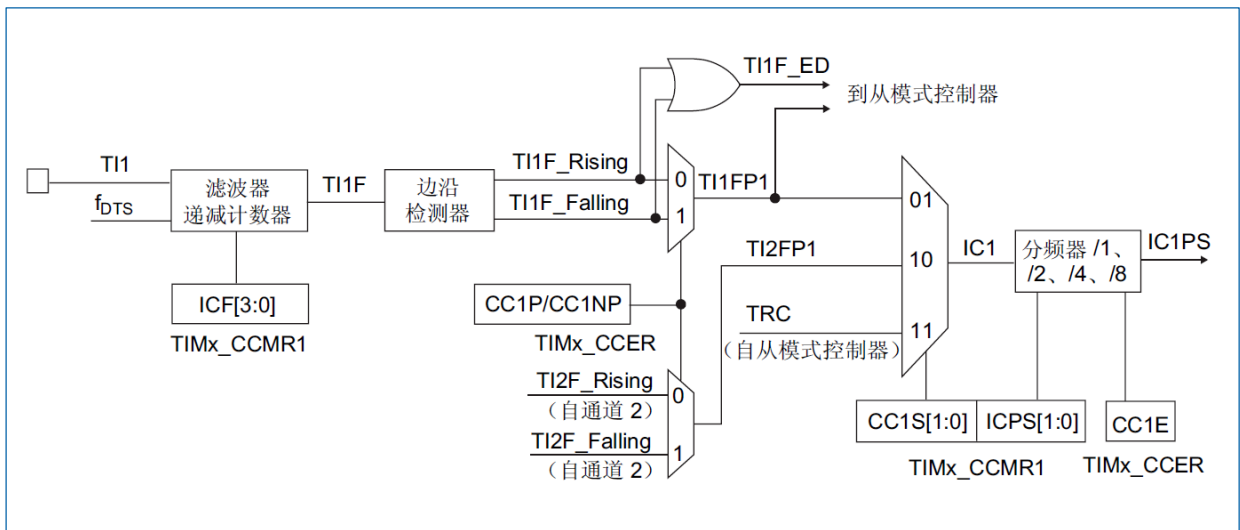 TI1F_ED
到从模式控制器
TI1
f_DTS
滤波器
递减计数器
TI1F
边沿
检测器
TI1F_Rising
TI1F_Falling
0
1
TI1FP1
01
TI2FP1
10
TRC
（自从模式控制器）
11
IC1
分频器 /1、
/2、/4、/8
IC1PS
ICF[3:0]
TIMx_CCMR1
CC1P/CC1NP
TIMx_CCER
TI2F_Rising
（自通道 2）
0
TI2F_Falling
（自通道 2）
1
CC1S[1:0]
ICPS[1:0]
TIMx_CCMR1
CC1E
TIMx_CCER